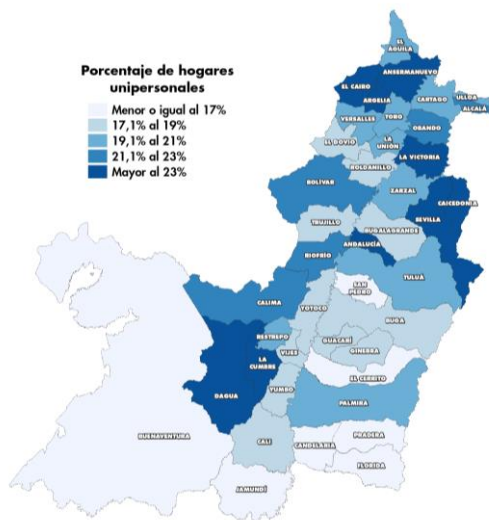 EL
ÁGUILA
ANSERMANUEVO
Porcentaje de hogares
unipersonales
EL CAIRO
ULLOA
CARTAGO
ALCALÁ
ARGELIA
Menor o igual al 17%
VERSALLES
TORO
OBANDO
17,1% al 19%
EL DOVIO
LA
UNIÓN
19,1% al 21%
LA VICTORIA
21,1% al 23%
ROLDANILLO
Mayor al 23%
BOLÍVAR
ZARZAL
CAICEDONIA
TRUJILLO
SEVILLA
BUGALAGRANDE
ANDALUCÍA
RIOFRÍO
TULUÁ
SAN
PEDRO
CALIMA
YOTOCO
BUGA
RESTREPO
GUACARÍ
VIJES
GINEBRA
LA
CUMBRE
EL CERRITO
YUMBO
DAGUA
PALMIRA
BUENAVENTURA
CALI
CANDELARIA
PRADERA
FLORIDA
JAMUNDÍ